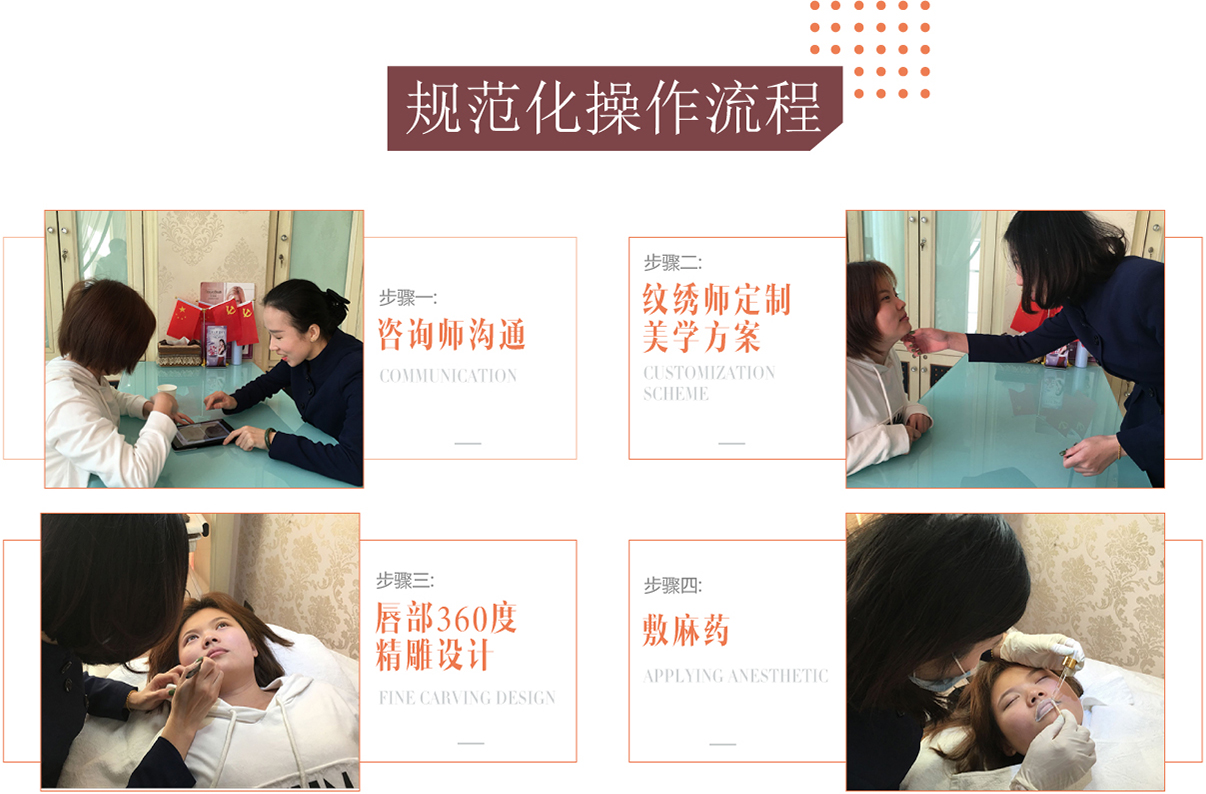 规范化操作流程
步骤一:
咨询师沟通
COMMUNICATION
步骤二:
纹绣师定制
美学方案
CUSTOMIZATION
SCHEME
步骤三:
唇部360度
精雕设计
FINE CARVING DESIGN
步骤四:
敷麻药
APPLYING ANESTHETIC